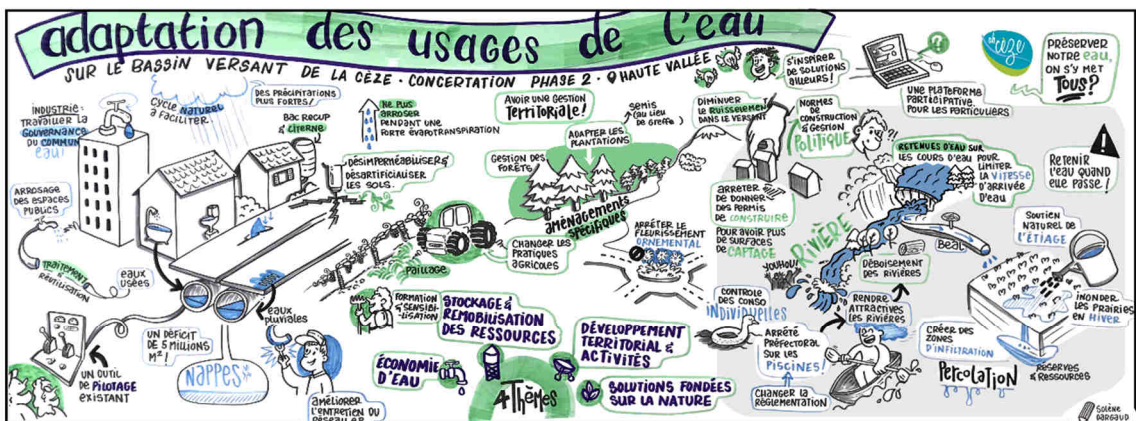 adaptation des usages de l'eau
SUR LE BASSIN VERSANT DE LA CÈZE · CONCERTATION PHASE 2 · HAUTE VALLÉE
INDUSTRIE:
TRAVAILLER LA
GOUVERNANCE
DU COMMUN
eau!
CYCLE NATUREL
À FACILITER.
DES PRÉCIPITATIONS
PLUS FORTES!
BAC RÉCUP
& CITERNE
NE PLUS
ARROSER
PENDANT UNE
FORTE ÉVAPOTRANSPIRATION
DÉSIMPERMÉABILISER &
DÉSARTIFICIALISER
LES SOLS.
ARROSAGE
DES ESPACES
PUBLICS
TRAITEMENT &
RÉUTILISATION
eaux
usées
eaux
pluviales
UN DÉFICIT
DE 5 MILLIONS
M²!
NAPPES
UN OUTIL
DE PILOTAGE
EXISTANT
AMÉLIORER
L'ENTRETIEN DU
AVOIR UNE GESTION
TERRITORIALE!
SEMIS
(au lieu
de Greffe)
ADAPTER LES
PLANTATIONS
GESTION DES
FORÊTS
aménagements
spécifiques
CHANGER LES
PRATIQUES
AGRICOLES
PAILLAGE
FORMATION
& SENSIBI-
LISATION
STOCKAGE &
REMOBILISATION
DES RESSOURCES
ÉCONOMIE
D'EAU
4 Thèmes
DÉVELOPPEMENT
TERRITORIAL &
ACTIVITÉS
SOLUTIONS FONDÉES
SUR LA NATURE
DIMINUER
LE RUISSELEMENT
DANS LE VERSANT
S'INSPIRER
DE SOLUTIONS
AILLEURS!
NORMES DE
CONSTRUCTION
& GESTION
POLITIQUE
ARRÊTER
DE DONNER
DES PERMIS
DE CONSTRUIRE
POUR AVOIR PLUS
DE SURFACES
DE CAPTAGE
ARRÊTER LE
FLEURISSEMENT
ORNEMENTAL
CONTROLE
DES CONSO
INDIVIDUELLES
ARRÊTÉ
PRÉFECTORAL
SUR LES
PISCINES!
CHANGER LA
RÉGLEMENTATION
YOUHOU!
RIVIÈRE
RENDRE
ATTRACTIVES
LES RIVIÈRES
DÉBOISEMENT
DES RIVIÈRES
RETENUES D'EAU SUR
LES COURS D'EAU POUR
LIMITER
LA VITESSE
D'ARRIVÉE
D'EAU
UNE PLATEFORME
PARTICIPATIVE
POUR LES PARTICULIERS
ab cèze
PRÉSERVER
NOTRE eau,
ON S'Y MET
TOUS?
RETENIR
L'EAU QUAND
elle PASSE!
Béal
SOUTIEN
NATUREL DE
L'ÉTIAGE
INONDER
LES PRAIRIES
EN HIVER
CRÉER DES
ZONES
D'INFILTRATION
PERCOLATION
RÉSERVES
& RESSOURCES
SOLÈNE
DARGAUD